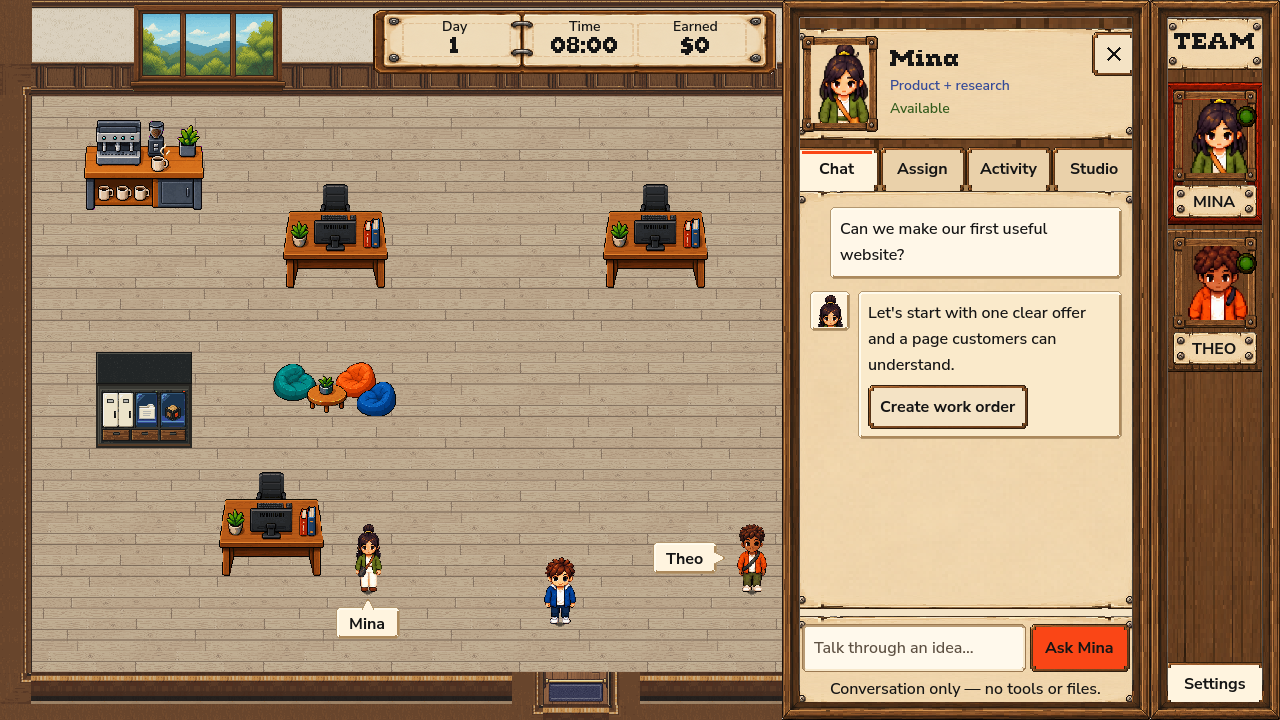 Day
1
Time
08:00
Earned
$0
Mina
Product + research
Available
Chat
Assign
Activity
Studio
Can we make our first useful
website?
Let's start with one clear offer
and a page customers can
understand.
Create work order
Talk through an idea...
Ask Mina
Conversation only — no tools or files.
TEAM
MINA
THEO
Settings
Theo
Mina